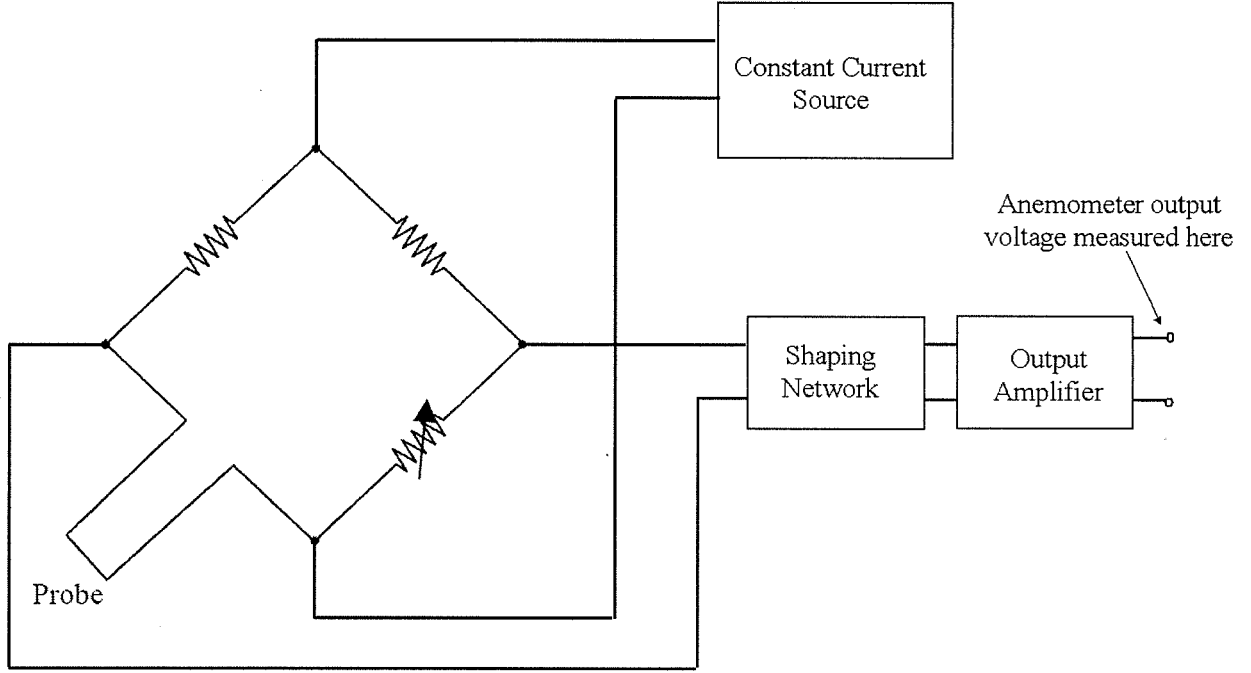 Constant Current
Source
Anemometer output
voltage measured here
Shaping
Network
Output
Amplifier
Probe